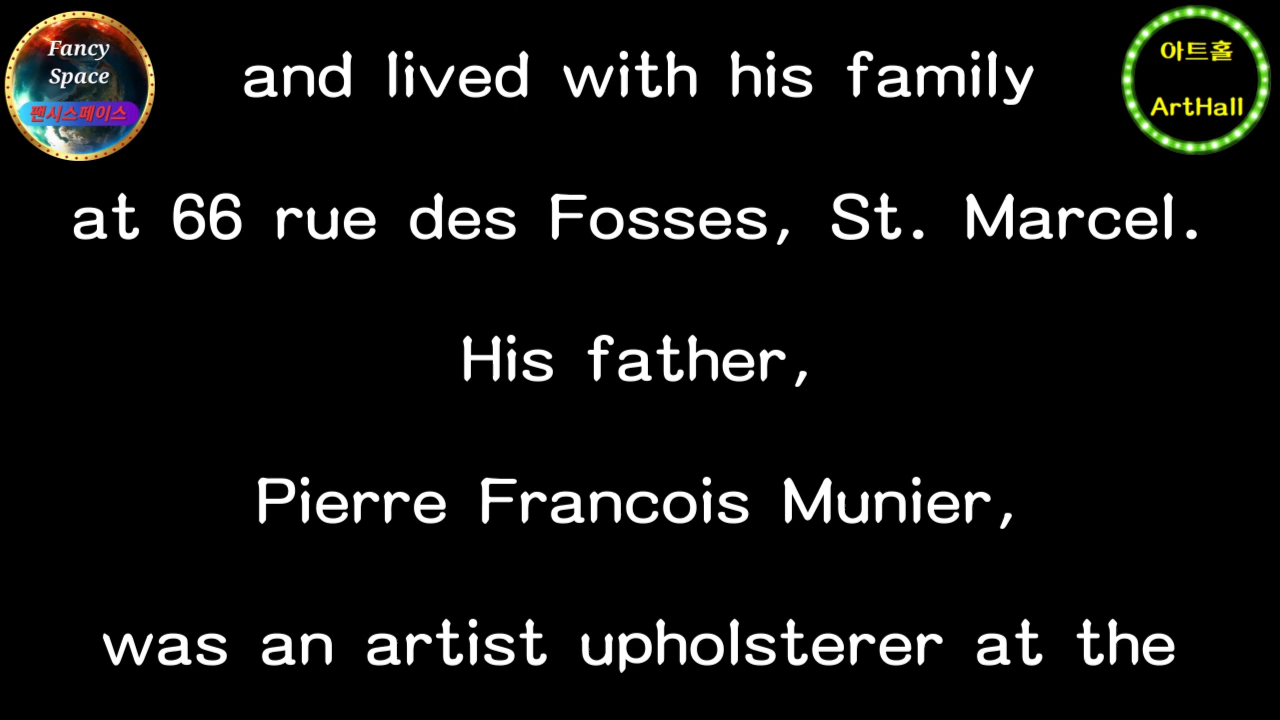 Fancy
Space
팬시스페이스
아트홀
ArtHall
and lived with his family
at 66 rue des Fosses, St. Marcel.
His father,
Pierre Francois Munier,
was an artist upholsterer at the